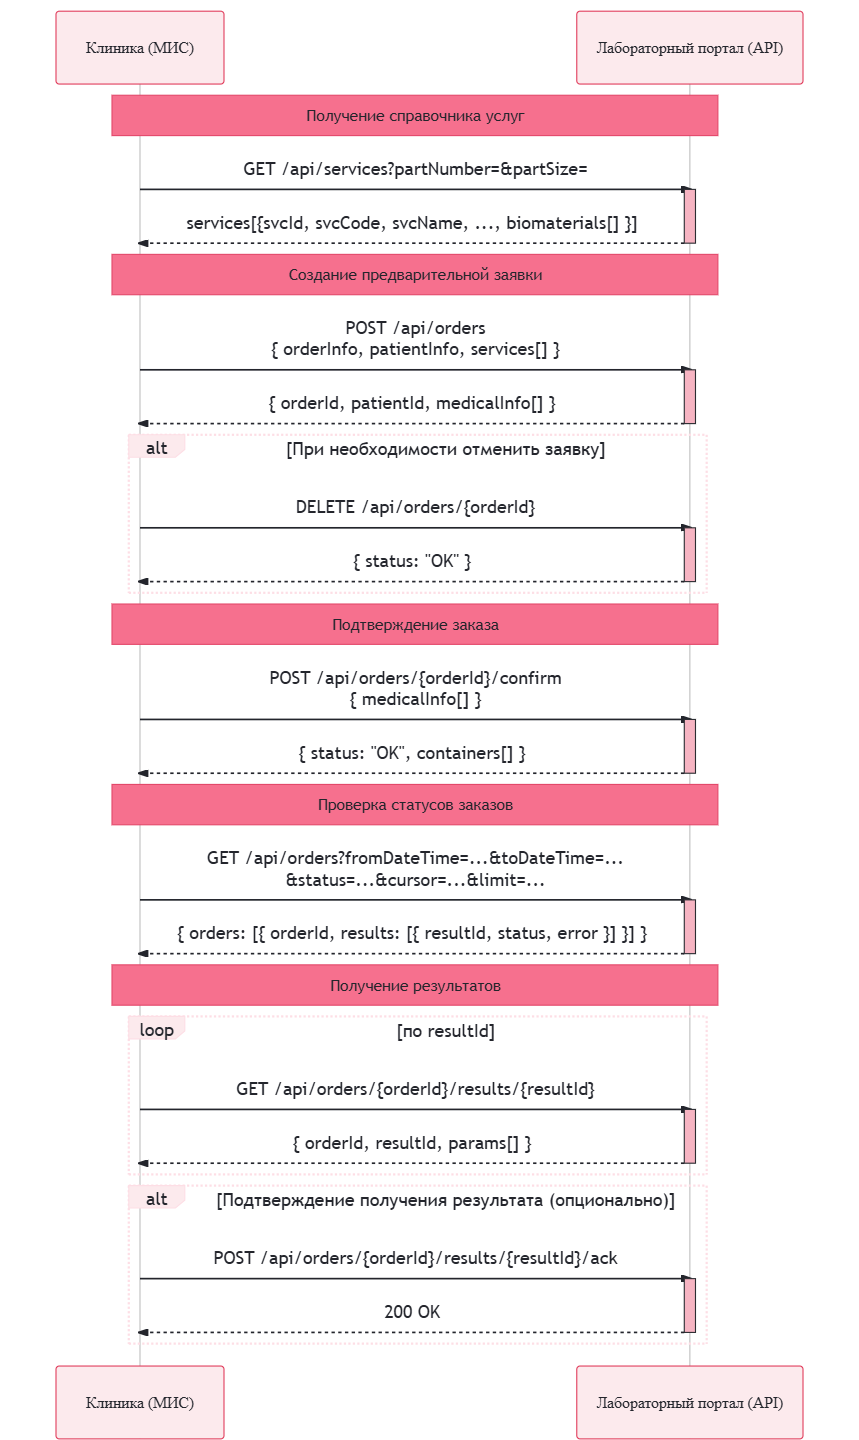 Клиника (МИС)
Лабораторный портал (API)
Получение справочника услуг
GET /api/services?partNumber=&partSize=
services[{svcId, svcCode, svcName, ..., biomaterials[] }]
Создание предварительной заявки
POST /api/orders
{ orderInfo, patientInfo, services[] }
{ orderId, patientId, medicalInfo[] }
alt
[При необходимости отменить заявку]
DELETE /api/orders/{orderId}
{ status: "OK" }
Подтверждение заказа
POST /api/orders/{orderId}/confirm
{ medicalInfo[] }
{ status: "OK", containers[] }
Проверка статусов заказов
GET /api/orders?fromDateTime=...&toDateTime=...
&status=...&cursor=...&limit=...
{ orders: [{ orderId, results: [{ resultId, status, error }] }] }
Получение результатов
loop
[по resultId]
GET /api/orders/{orderId}/results/{resultId}
{ orderId, resultId, params[] }
alt
[Подтверждение получения результата (опционально)]
POST /api/orders/{orderId}/results/{resultId}/ack
200 OK
Клиника (МИС)
Лабораторный портал (API)